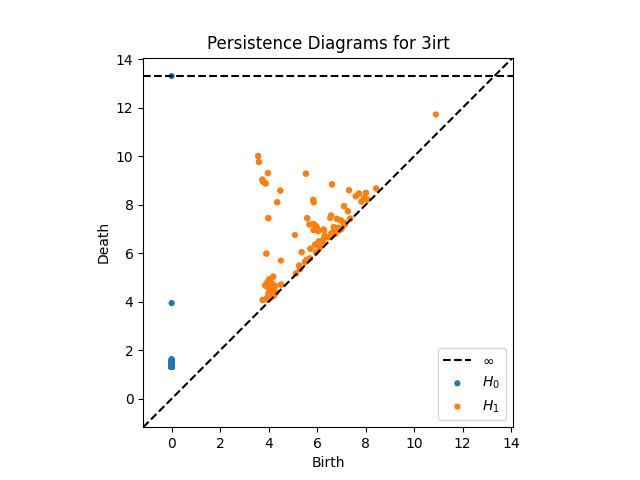 Persistence Diagrams for 3irt
14
12
10
8
6
4
2
0
Death
0 2 4 6 8 10 12 14
Birth
∞
H₀
H₁